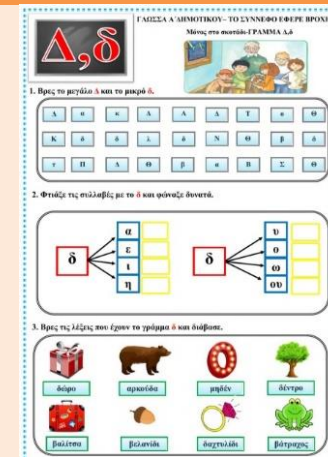 ΓΛΩΣΣΑ Α΄ΔΗΜΟΤΙΚΟΥ– ΤΟ ΣΥΝΝΕΦΟ ΕΦΕΡΕ ΒΡΟΧΗ
Δ,δ
Μόνος στο σκοτάδι-ΓΡΑΜΜΑ Δ,δ
1. Βρες το μεγάλο Δ και το μικρό δ.
Κ δ δ λ δ Ν Θ β δ
τ Π Δ Θ β α Β Σ Θ
2. Φτιάξε τις συλλαβές με το δ και φώναξε δυνατά.
α υ
ε ο
δ δ
ι ω
η ου
3. Βρες τις λέξεις που έχουν το γράμμα δ και διάβασε.
δώρο αρκούδα μηδέν δέντρο
βαλίτσα βελανίδι δαχτυλίδι βάτραχος